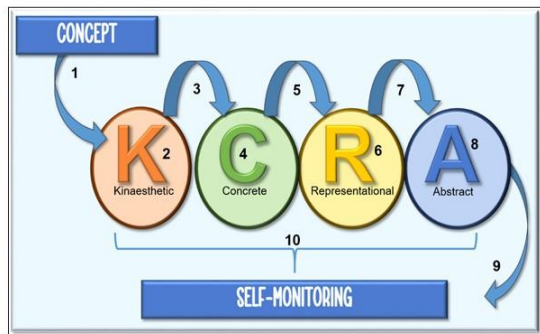 CONCEPT
1
3
5
7
K 2
C 4
R 6
A 8
Kinaesthetic
Concrete
Representational
Abstract
10
9
SELF-MONITORING